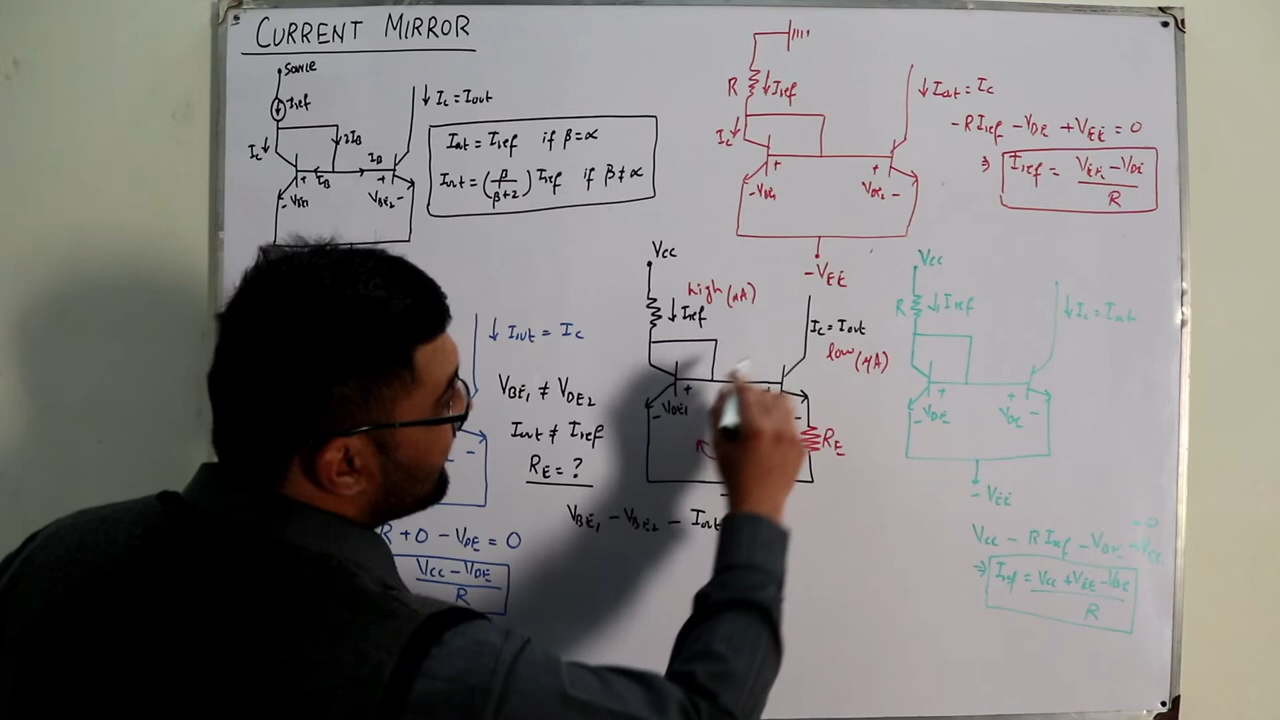 CURRENT MIRROR
Source
Iref
IC
2IB
IB
IB
+
+
- VBE1
VBE2 -
↓ IC = Iout
Iout = Iref if β = ∝
Iout = (β/β+2) Iref if β ≠ ∝
R ↓ Iref
IC
+
+
- VBE1
VBE2 -
- VEE
↓ Iout = IC
-R Iref - VBE + VEE = 0
⇒ Iref = VEE - VBE
R
↓ Iout = IC
-
R + 0 - VBE = 0
VCC - VBE
R
VBE1 ≠ VBE2
Iout ≠ Iref
RE = ?
VBE1 - VBE2 - Iout
VCC
↓ Iref
high (mA)
IC = Iout
low (μA)
+
- VBE1
-
RE
VCC
R ↓ Iref
↓ IC = Iout
+
+
- VBE
VBE -
- VEE
VCC - R Iref - VBE
= 0
⇒ Iref = VCC + VEE - VBE
R